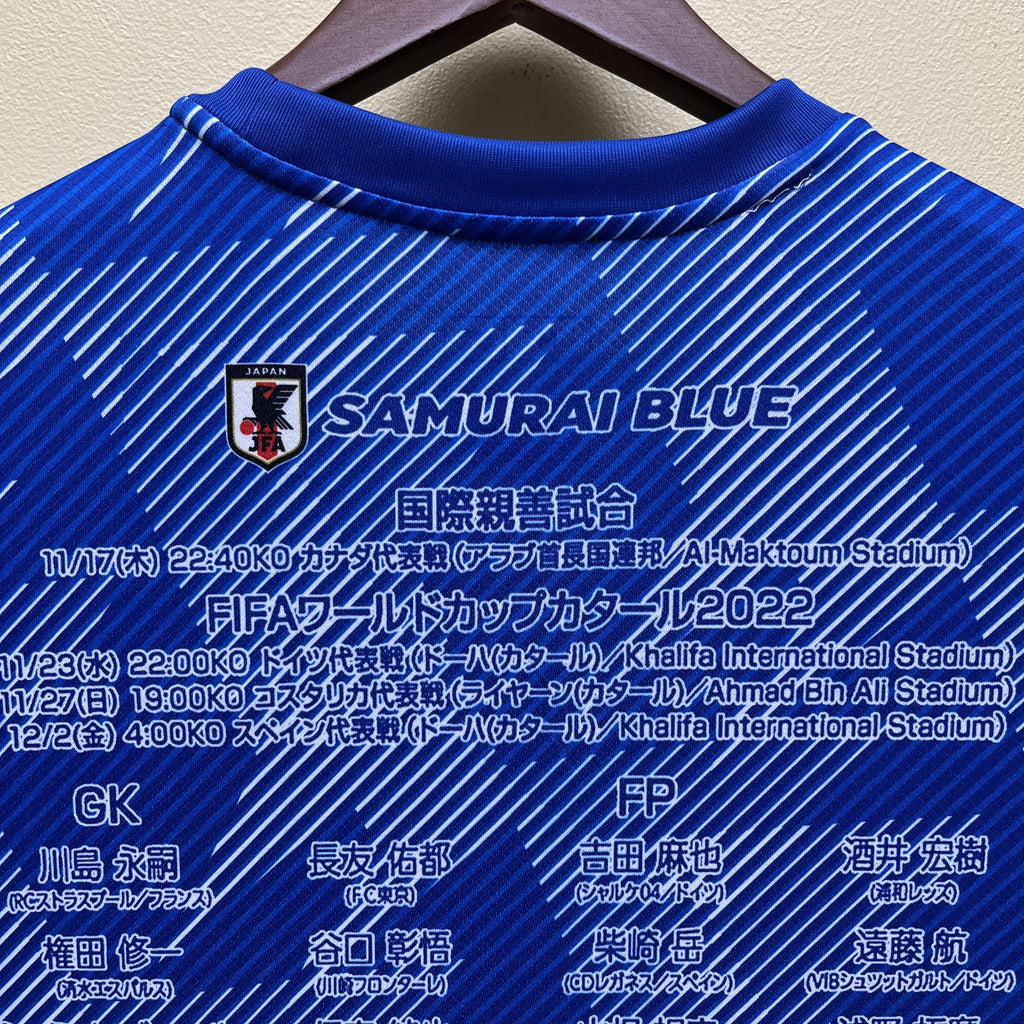 JAPAN
JFA
SAMURAI BLUE
国際親善試合
11/17(木) 22:40KO カナダ代表戦 (アラブ首長国連邦/Al-Maktoum Stadium)
FIFAワールドカップカタール2022
11/23(水) 22:00KO ドイツ代表戦 (ドーハ(カタール)/Khalifa International Stadium)
11/27(日) 19:00KO コスタリカ代表戦 (ライヤーン(カタール)/Ahmad Bin Ali Stadium)
12/2(金) 4:00KO スペイン代表戦 (ドーハ(カタール)/Khalifa International Stadium)
GK FP
川島 永嗣 長友 佑都 吉田 麻也 酒井 宏樹
(RCストラスブール/フランス) (FC東京) (シャルケ04/ドイツ) (浦和レッズ)
権田 修一 谷口 彰悟 柴崎 岳 遠藤 航
(清水エスパルス) (川崎フロンターレ) (CDレガネス/スペイン) (VfBシュツットガルト/ドイツ)